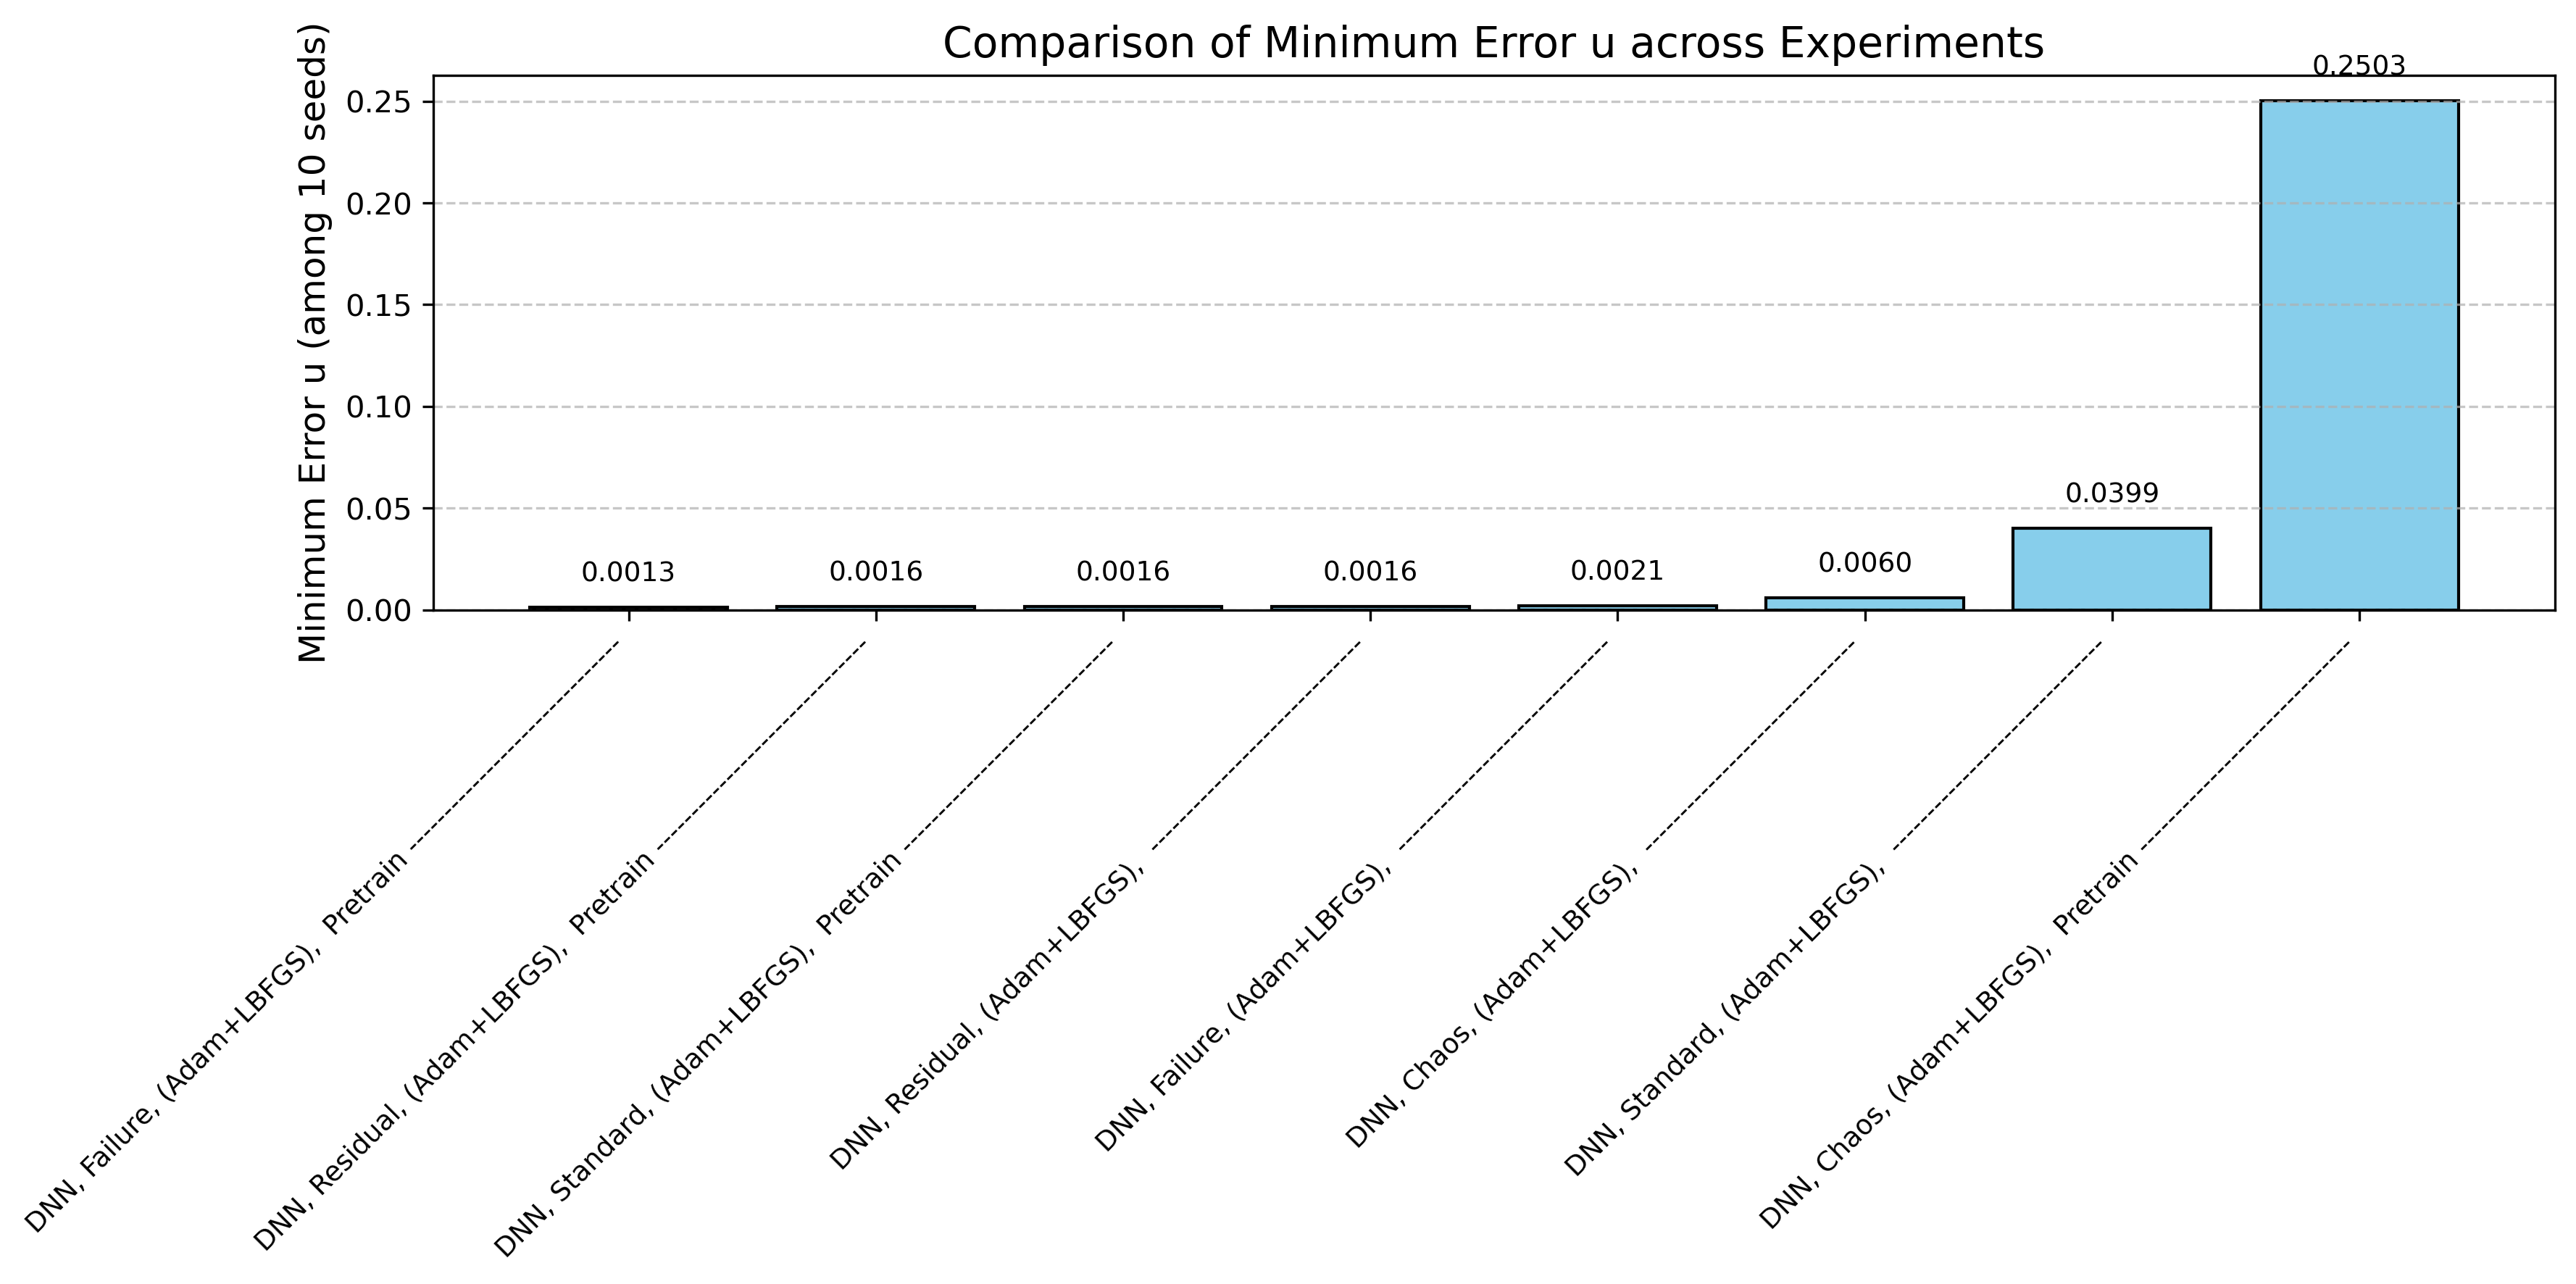 Comparison of Minimum Error u across Experiments
Minimum Error u (among 10 seeds)
0.25
0.20
0.15
0.10
0.05
0.00
0.0013
0.0016
0.0016
0.0016
0.0021
0.0060
0.0399
0.2503
DNN, Failure, (Adam+LBFGS), Pretrain
DNN, Residual, (Adam+LBFGS), Pretrain
DNN, Standard, (Adam+LBFGS), Pretrain
DNN, Residual, (Adam+LBFGS),
DNN, Failure, (Adam+LBFGS),
DNN, Chaos, (Adam+LBFGS),
DNN, Standard, (Adam+LBFGS),
DNN, Chaos, (Adam+LBFGS), Pretrain